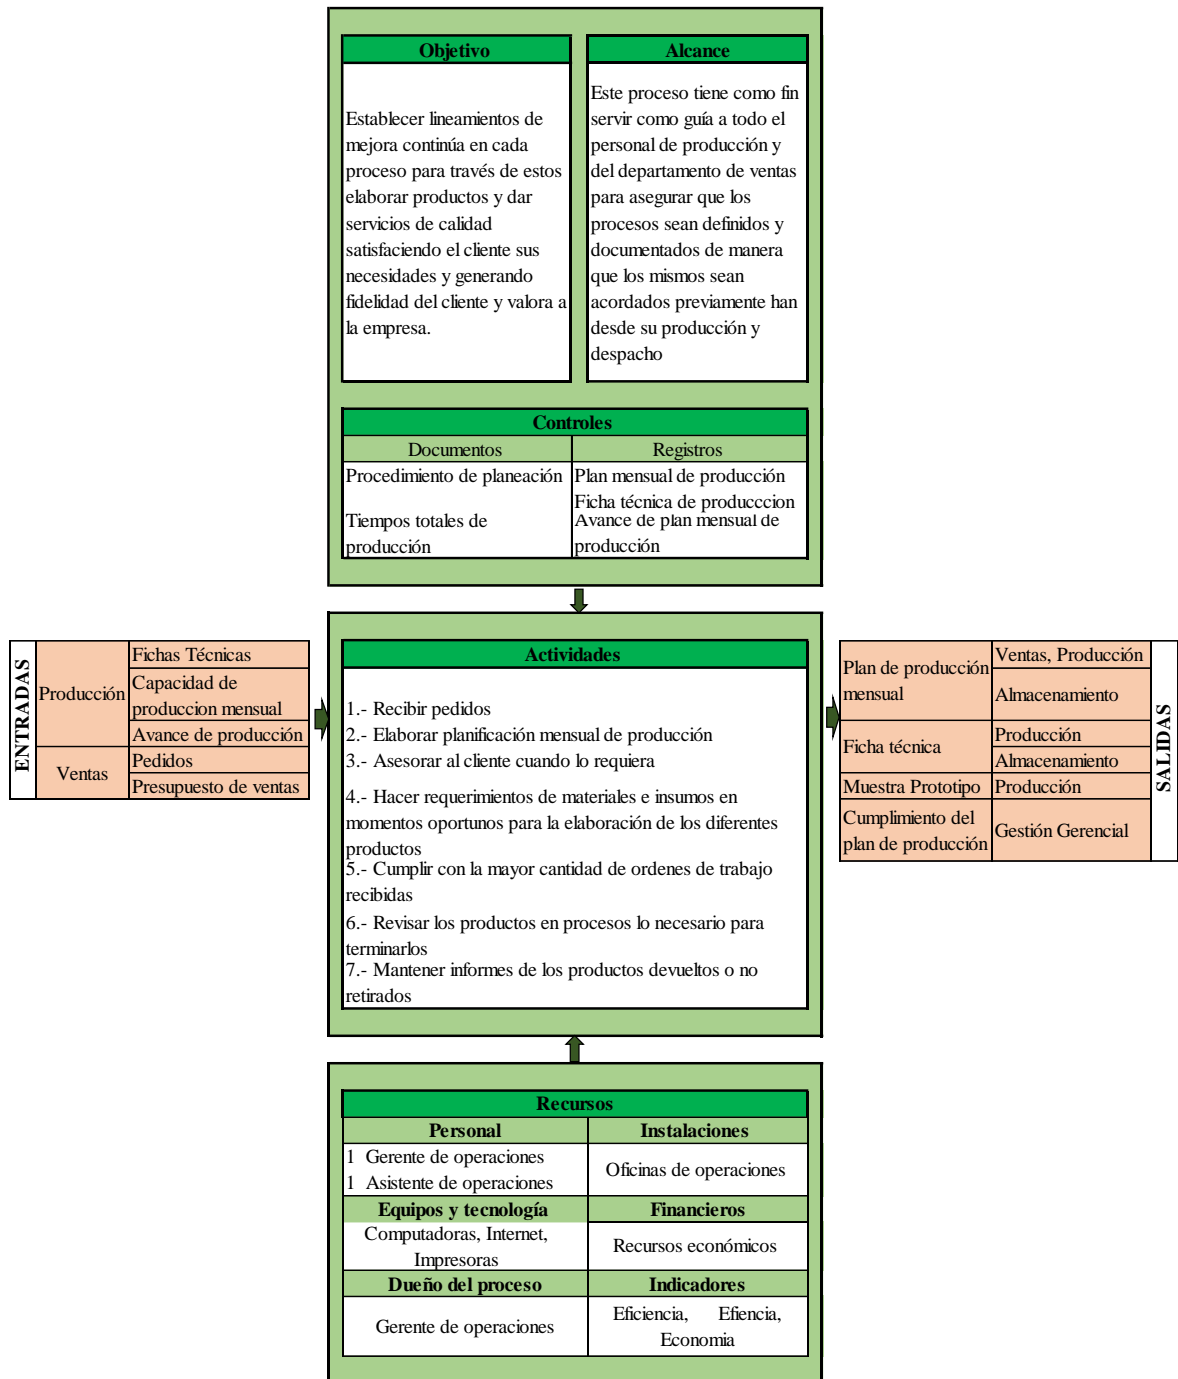 Objetivo
Establecer lineamientos de
mejora continúa en cada
proceso para través de estos
elaborar productos y dar
servicios de calidad
satisfaciendo el cliente sus
necesidades y generando
fidelidad del cliente y valora a
la empresa.
Alcance
Este proceso tiene como fin
servir como guía a todo el
personal de producción y
del departamento de ventas
para asegurar que los
procesos sean definidos y
documentados de manera
que los mismos sean
acordados previamente han
desde su producción y
despacho
Controles
Documentos
Procedimiento de planeación
Tiempos totales de
producción
Registros
Plan mensual de producción
Ficha técnica de producccion
Avance de plan mensual de
producción
ENTRADAS
Producción
Fichas Técnicas
Capacidad de
produccion mensual
Avance de producción
Ventas
Pedidos
Presupuesto de ventas
Actividades
1.- Recibir pedidos
2.- Elaborar planificación mensual de producción
3.- Asesorar al cliente cuando lo requiera
4.- Hacer requerimientos de materiales e insumos en
momentos oportunos para la elaboración de los diferentes
productos
5.- Cumplir con la mayor cantidad de ordenes de trabajo
recibidas
6.- Revisar los productos en procesos lo necesario para
terminarlos
7.- Mantener informes de los productos devueltos o no
retirados
Plan de producción
mensual
Ventas, Producción
Almacenamiento
Ficha técnica
Producción
Almacenamiento
Muestra Prototipo
Producción
Cumplimiento del
plan de producción
Gestión Gerencial
SALIDAS
Recursos
Personal
1 Gerente de operaciones
1 Asistente de operaciones
Instalaciones
Oficinas de operaciones
Equipos y tecnología
Computadoras, Internet,
Impresoras
Financieros
Recursos económicos
Dueño del proceso
Gerente de operaciones
Indicadores
Eficiencia, Efiencia,
Economia